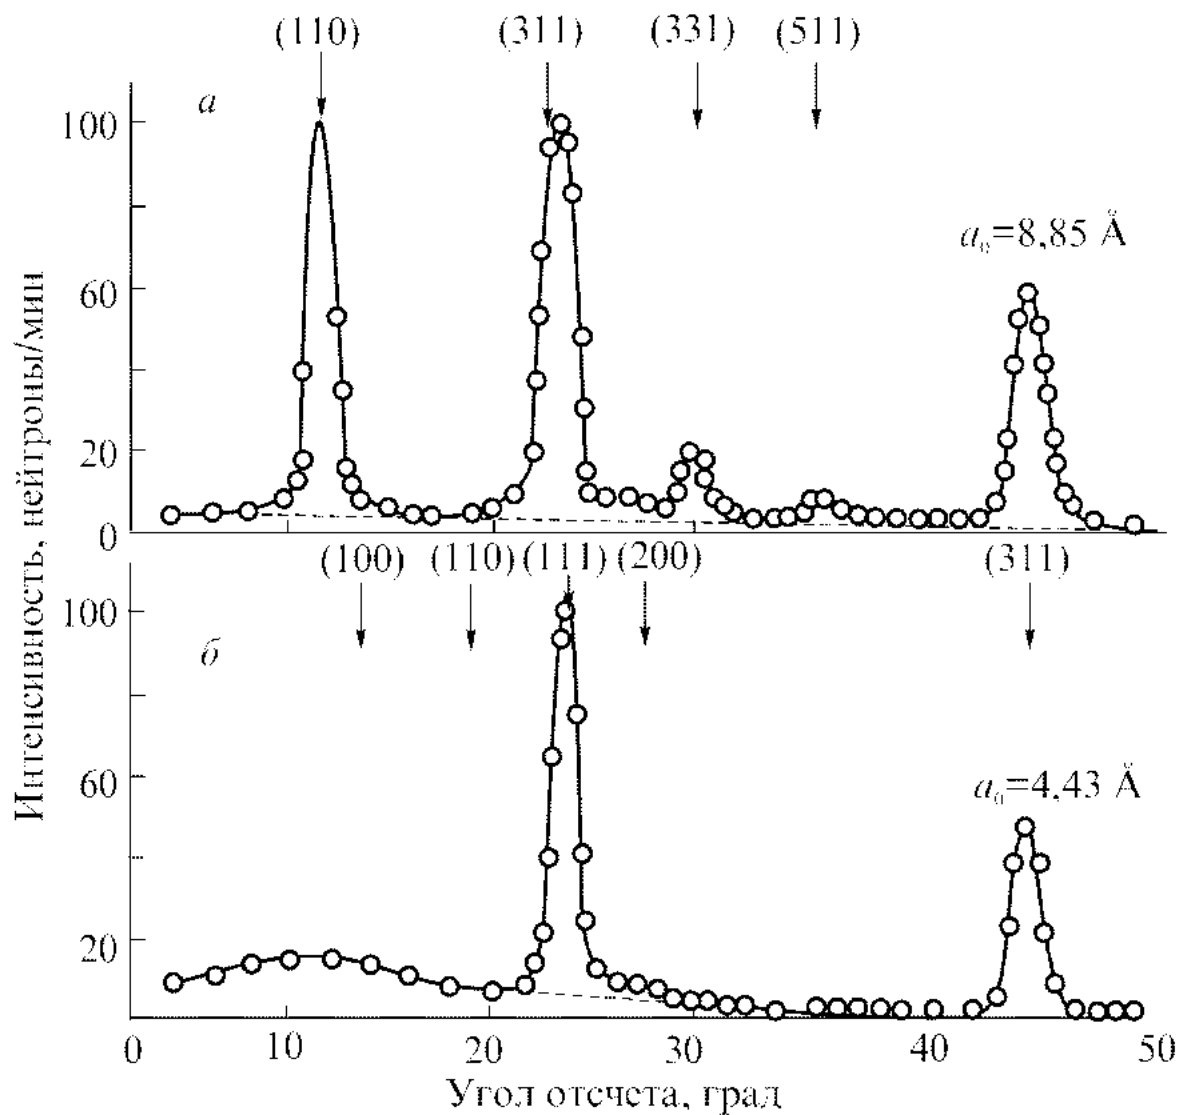 (110) (311) (331) (511)
а
100
60
20
0
a₀=8,85 Å
Интенсивность, нейтроны/мин
(100) (110) (111) (200) (311)
б
100
60
20
a₀=4,43 Å
0 10 20 30 40 50
Угол отсчета, град